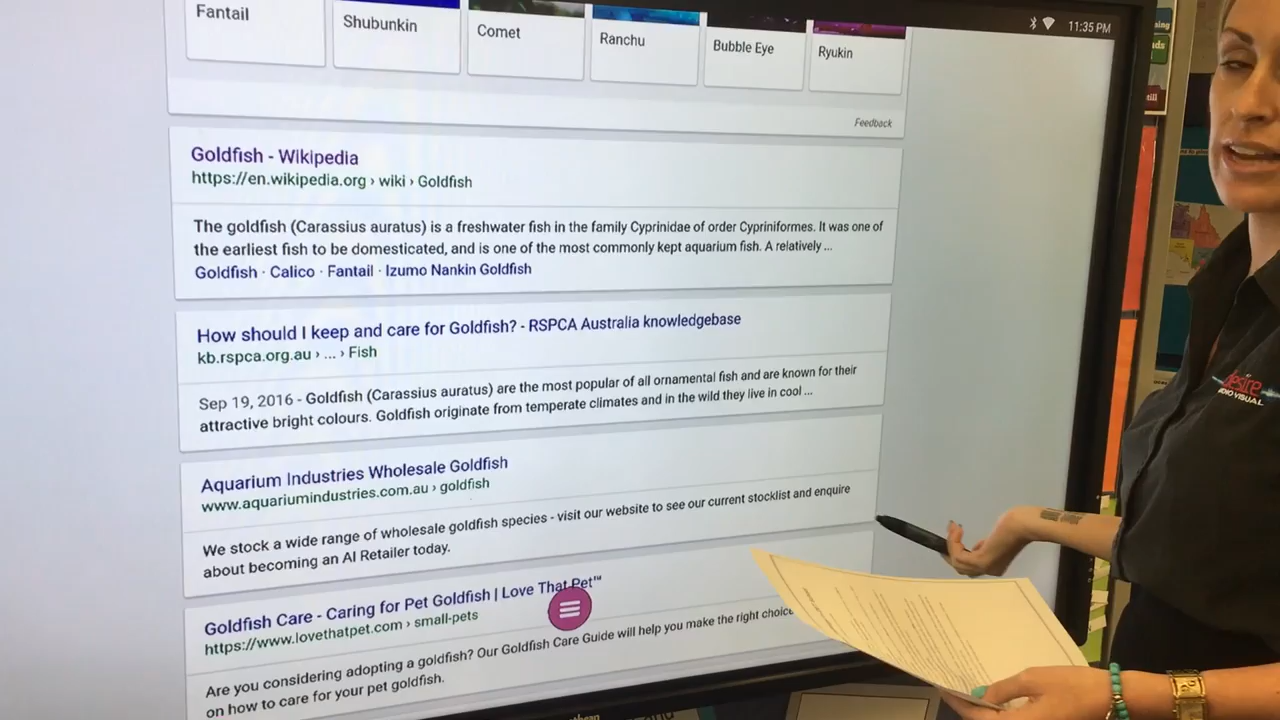 11:35 PM
Fantail
Shubunkin
Comet
Ranchu
Bubble Eye
Ryukin
Feedback
Goldfish - Wikipedia
https://en.wikipedia.org › wiki › Goldfish
The goldfish (Carassius auratus) is a freshwater fish in the family Cyprinidae of order Cypriniformes. It was one of
the earliest fish to be domesticated, and is one of the most commonly kept aquarium fish. A relatively ...
Goldfish · Calico · Fantail · Izumo Nankin Goldfish
How should I keep and care for Goldfish? - RSPCA Australia knowledgebase
kb.rspca.org.au › ... › Fish
Sep 19, 2016 - Goldfish (Carassius auratus) are the most popular of all ornamental fish and are known for their
attractive bright colours. Goldfish originate from temperate climates and in the wild they live in cool ...
Aquarium Industries Wholesale Goldfish
www.aquariumindustries.com.au › goldfish
We stock a wide range of wholesale goldfish species - visit our website to see our current stocklist and enquire
about becoming an AI Retailer today.
Goldfish Care - Caring for Pet Goldfish | Love That Pet™
https://www.lovethatpet.com › small-pets
Are you considering adopting a goldfish? Our Goldfish Care Guide will help you make the right choice
on how to care for your pet goldfish.
desire
VISUAL